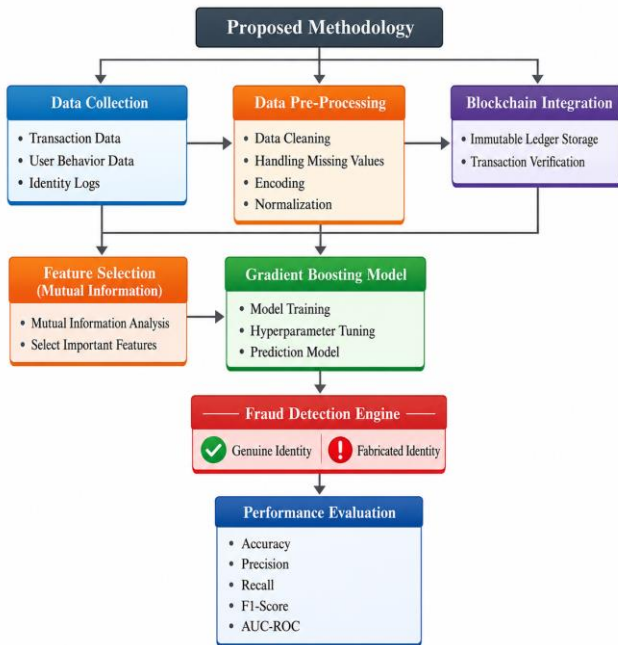 Proposed Methodology
Data Collection
• Transaction Data
• User Behavior Data
• Identity Logs
Data Pre-Processing
• Data Cleaning
• Handling Missing Values
• Encoding
• Normalization
Blockchain Integration
• Immutable Ledger Storage
• Transaction Verification
Feature Selection
(Mutual Information)
• Mutual Information Analysis
• Select Important Features
Gradient Boosting Model
• Model Training
• Hyperparameter Tuning
• Prediction Model
Fraud Detection Engine
Genuine Identity
Fabricated Identity
Performance Evaluation
• Accuracy
• Precision
• Recall
• F1-Score
• AUC-ROC